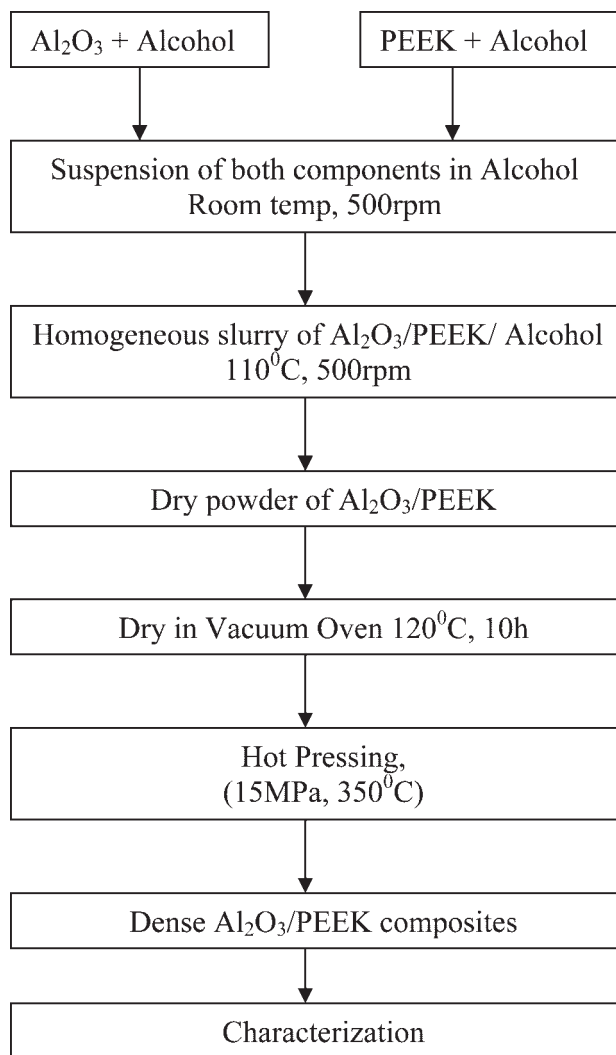 Al₂O₃ + Alcohol
PEEK + Alcohol
Suspension of both components in Alcohol
Room temp, 500rpm
Homogeneous slurry of Al₂O₃/PEEK/ Alcohol
110⁰C, 500rpm
Dry powder of Al₂O₃/PEEK
Dry in Vacuum Oven 120⁰C, 10h
Hot Pressing,
(15MPa, 350⁰C)
Dense Al₂O₃/PEEK composites
Characterization